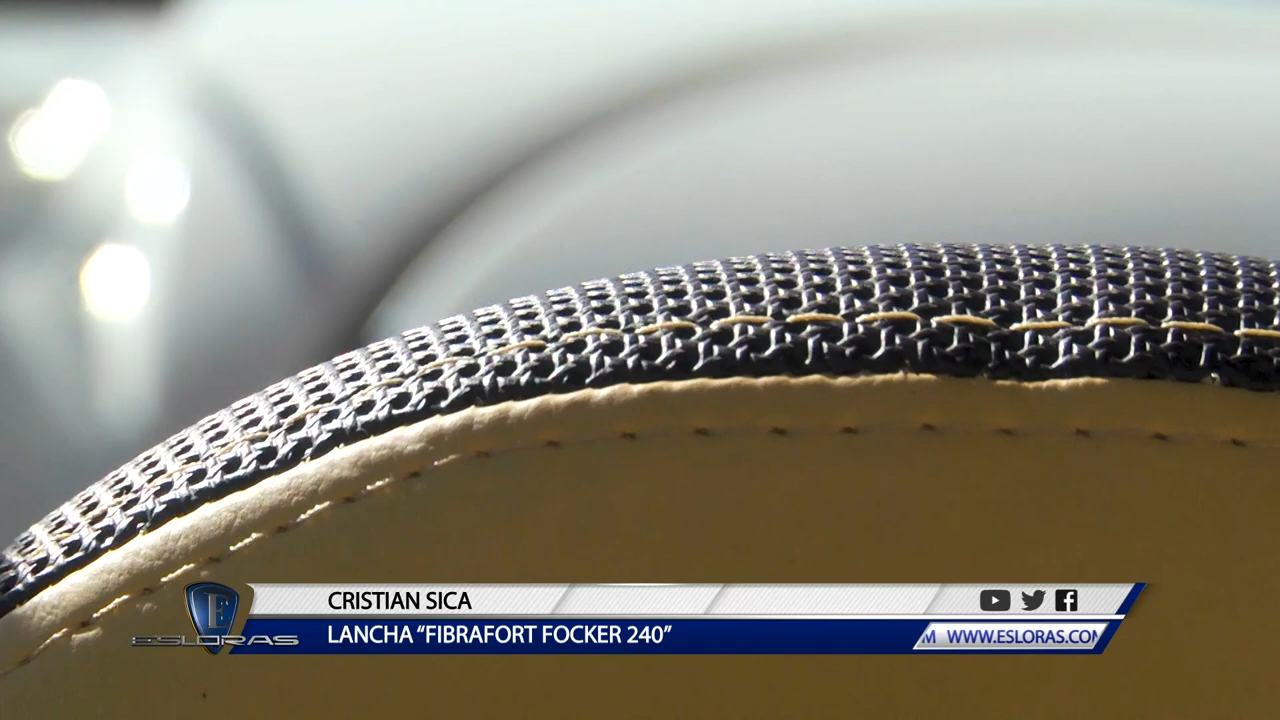 CRISTIAN SICA
LANCHA “FIBRAFORT FOCKER 240”
E
ESLORAS
M WWW.ESLORAS.COM